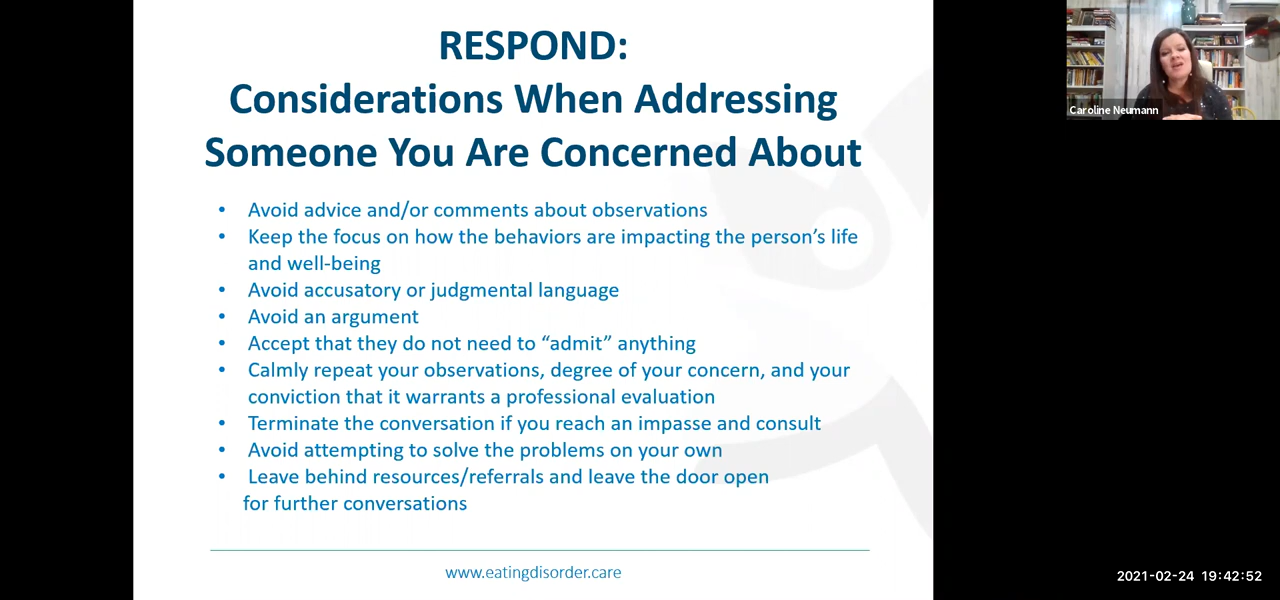 RESPOND:
Considerations When Addressing
Someone You Are Concerned About
• Avoid advice and/or comments about observations
• Keep the focus on how the behaviors are impacting the person’s life
and well-being
• Avoid accusatory or judgmental language
• Avoid an argument
• Accept that they do not need to “admit” anything
• Calmly repeat your observations, degree of your concern, and your
conviction that it warrants a professional evaluation
• Terminate the conversation if you reach an impasse and consult
• Avoid attempting to solve the problems on your own
• Leave behind resources/referrals and leave the door open
for further conversations
www.eatingdisorder.care
Caroline Neumann
2021-02-24 19:42:52